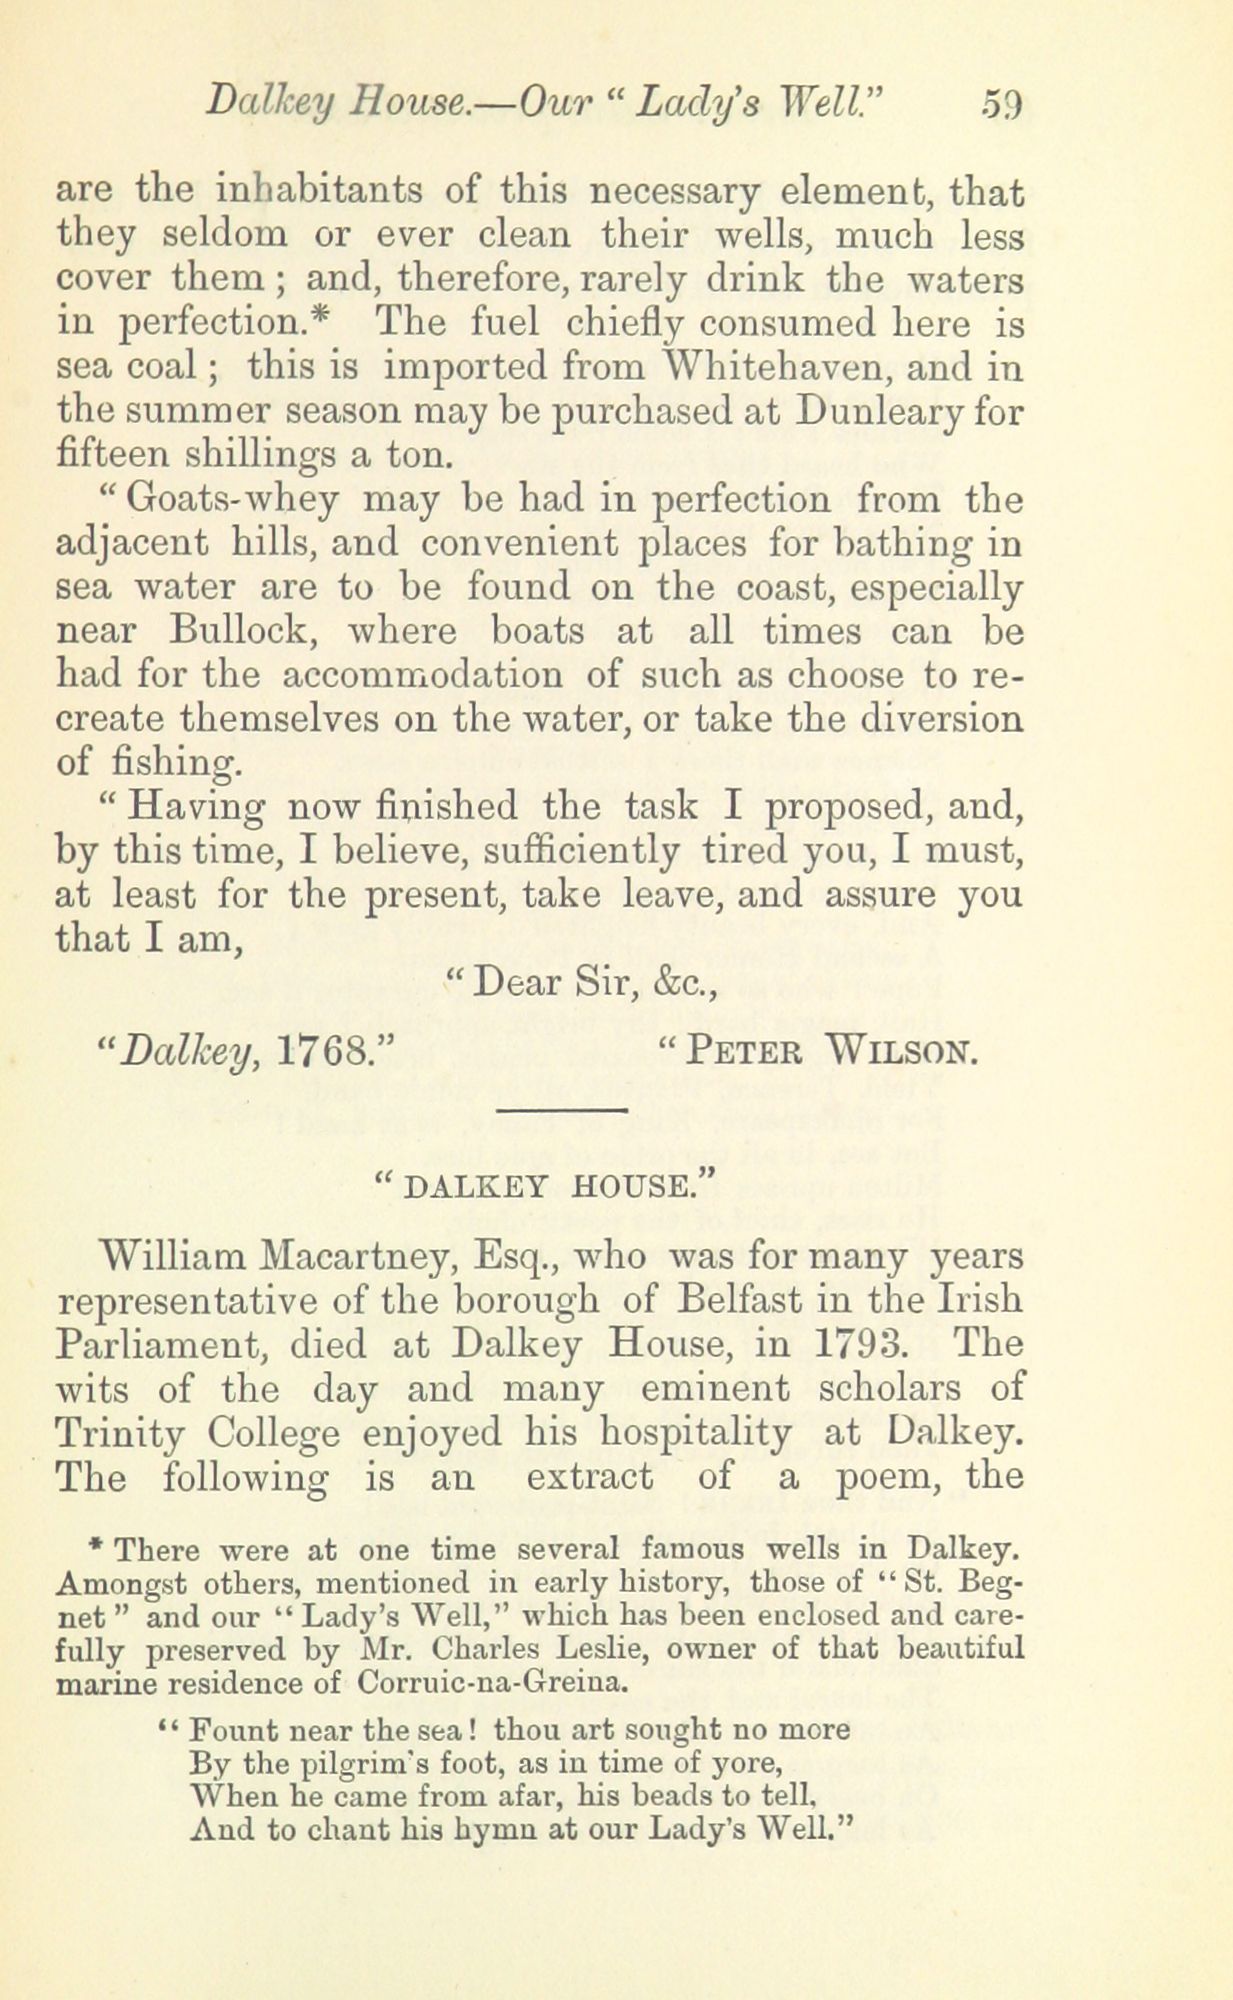 Dalkey House.—Our “ Lady's Well.” 59
are the inhabitants of this necessary element, that
they seldom or ever clean their wells, much less
cover them ; and, therefore, rarely drink the waters
in perfection.* The fuel chiefly consumed here is
sea coal ; this is imported from Whitehaven, and in
the summer season may be purchased at Dunleary for
fifteen shillings a ton.
“ Goats-whey may be had in perfection from the
adjacent hills, and convenient places for bathing in
sea water are to be found on the coast, especially
near Bullock, where boats at all times can be
had for the accommodation of such as choose to re-
create themselves on the water, or take the diversion
of fishing.
“ Having now finished the task I proposed, and,
by this time, I believe, sufficiently tired you, I must,
at least for the present, take leave, and assure you
that I am,
“ Dear Sir, &c.,
“Dalkey, 1768.” “ PETER WILSON.
“ DALKEY HOUSE.”
William Macartney, Esq., who was for many years
representative of the borough of Belfast in the Irish
Parliament, died at Dalkey House, in 1793. The
wits of the day and many eminent scholars of
Trinity College enjoyed his hospitality at Dalkey.
The following is an extract of a poem, the
* There were at one time several famous wells in Dalkey.
Amongst others, mentioned in early history, those of “ St. Beg-
net ” and our “ Lady's Well,” which has been enclosed and care-
fully preserved by Mr. Charles Leslie, owner of that beautiful
marine residence of Corruic-na-Greina.
“ Fount near the sea ! thou art sought no more
By the pilgrim's foot, as in time of yore,
When he came from afar, his beads to tell,
And to chant his hymn at our Lady's Well.”